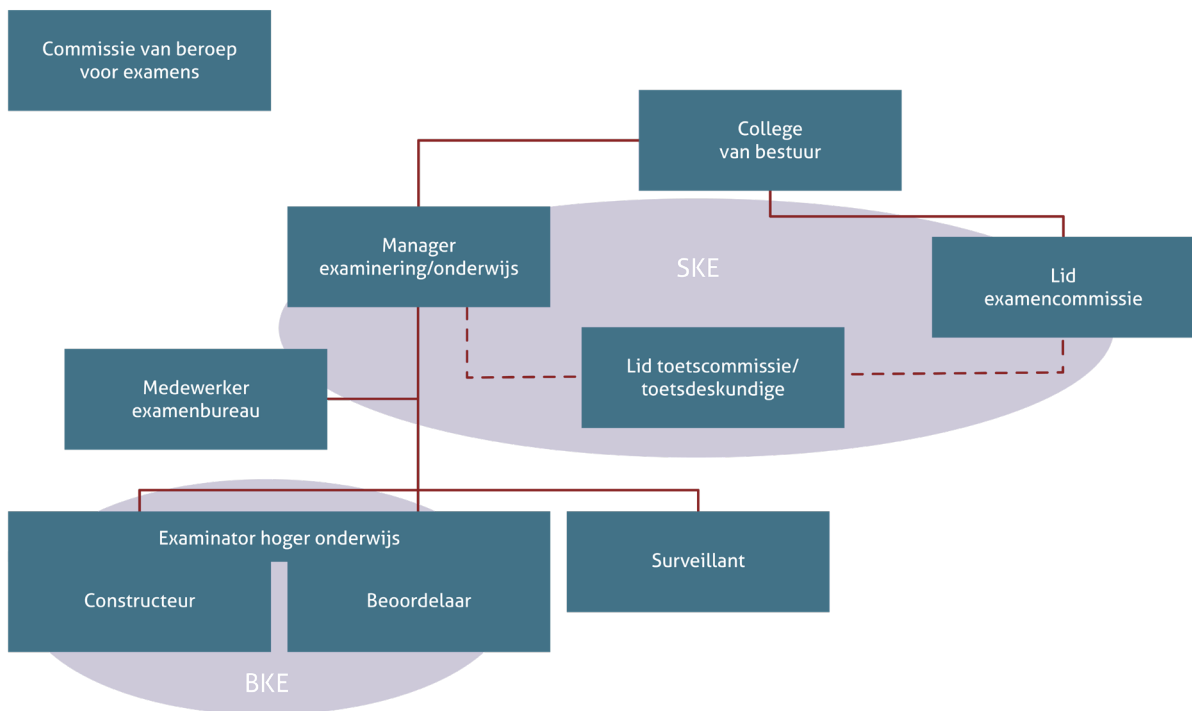 Commissie van beroep
voor examens
College
van bestuur
Manager
examinering/onderwijs
SKE
Lid
examencommissie
Medewerker
examenbureau
Lid toetscommissie/
toetsdeskundige
Examinator hoger onderwijs
Constructeur
Beoordelaar
Surveillant
BKE